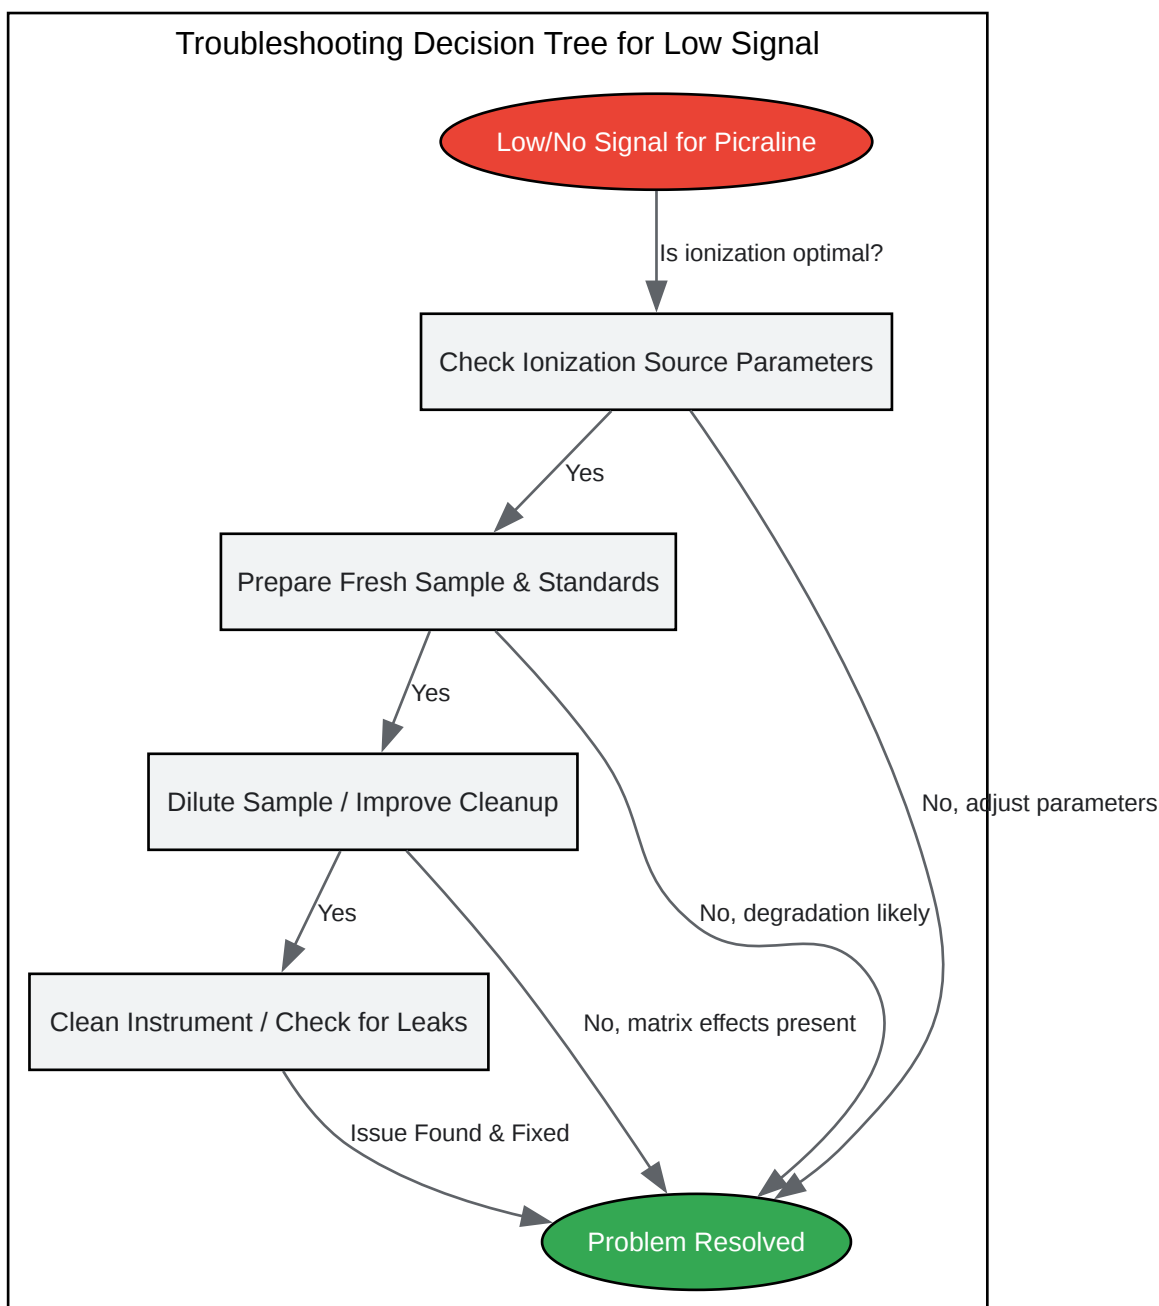 Troubleshooting Decision Tree for Low Signal
Low/No Signal for Picraline
Is ionization optimal?
Check Ionization Source Parameters
Yes
Prepare Fresh Sample & Standards
Yes
Dilute Sample / Improve Cleanup
No, adjust parameters
Yes
No, degradation likely
Clean Instrument / Check for Leaks
No, matrix effects present
Issue Found & Fixed
Problem Resolved